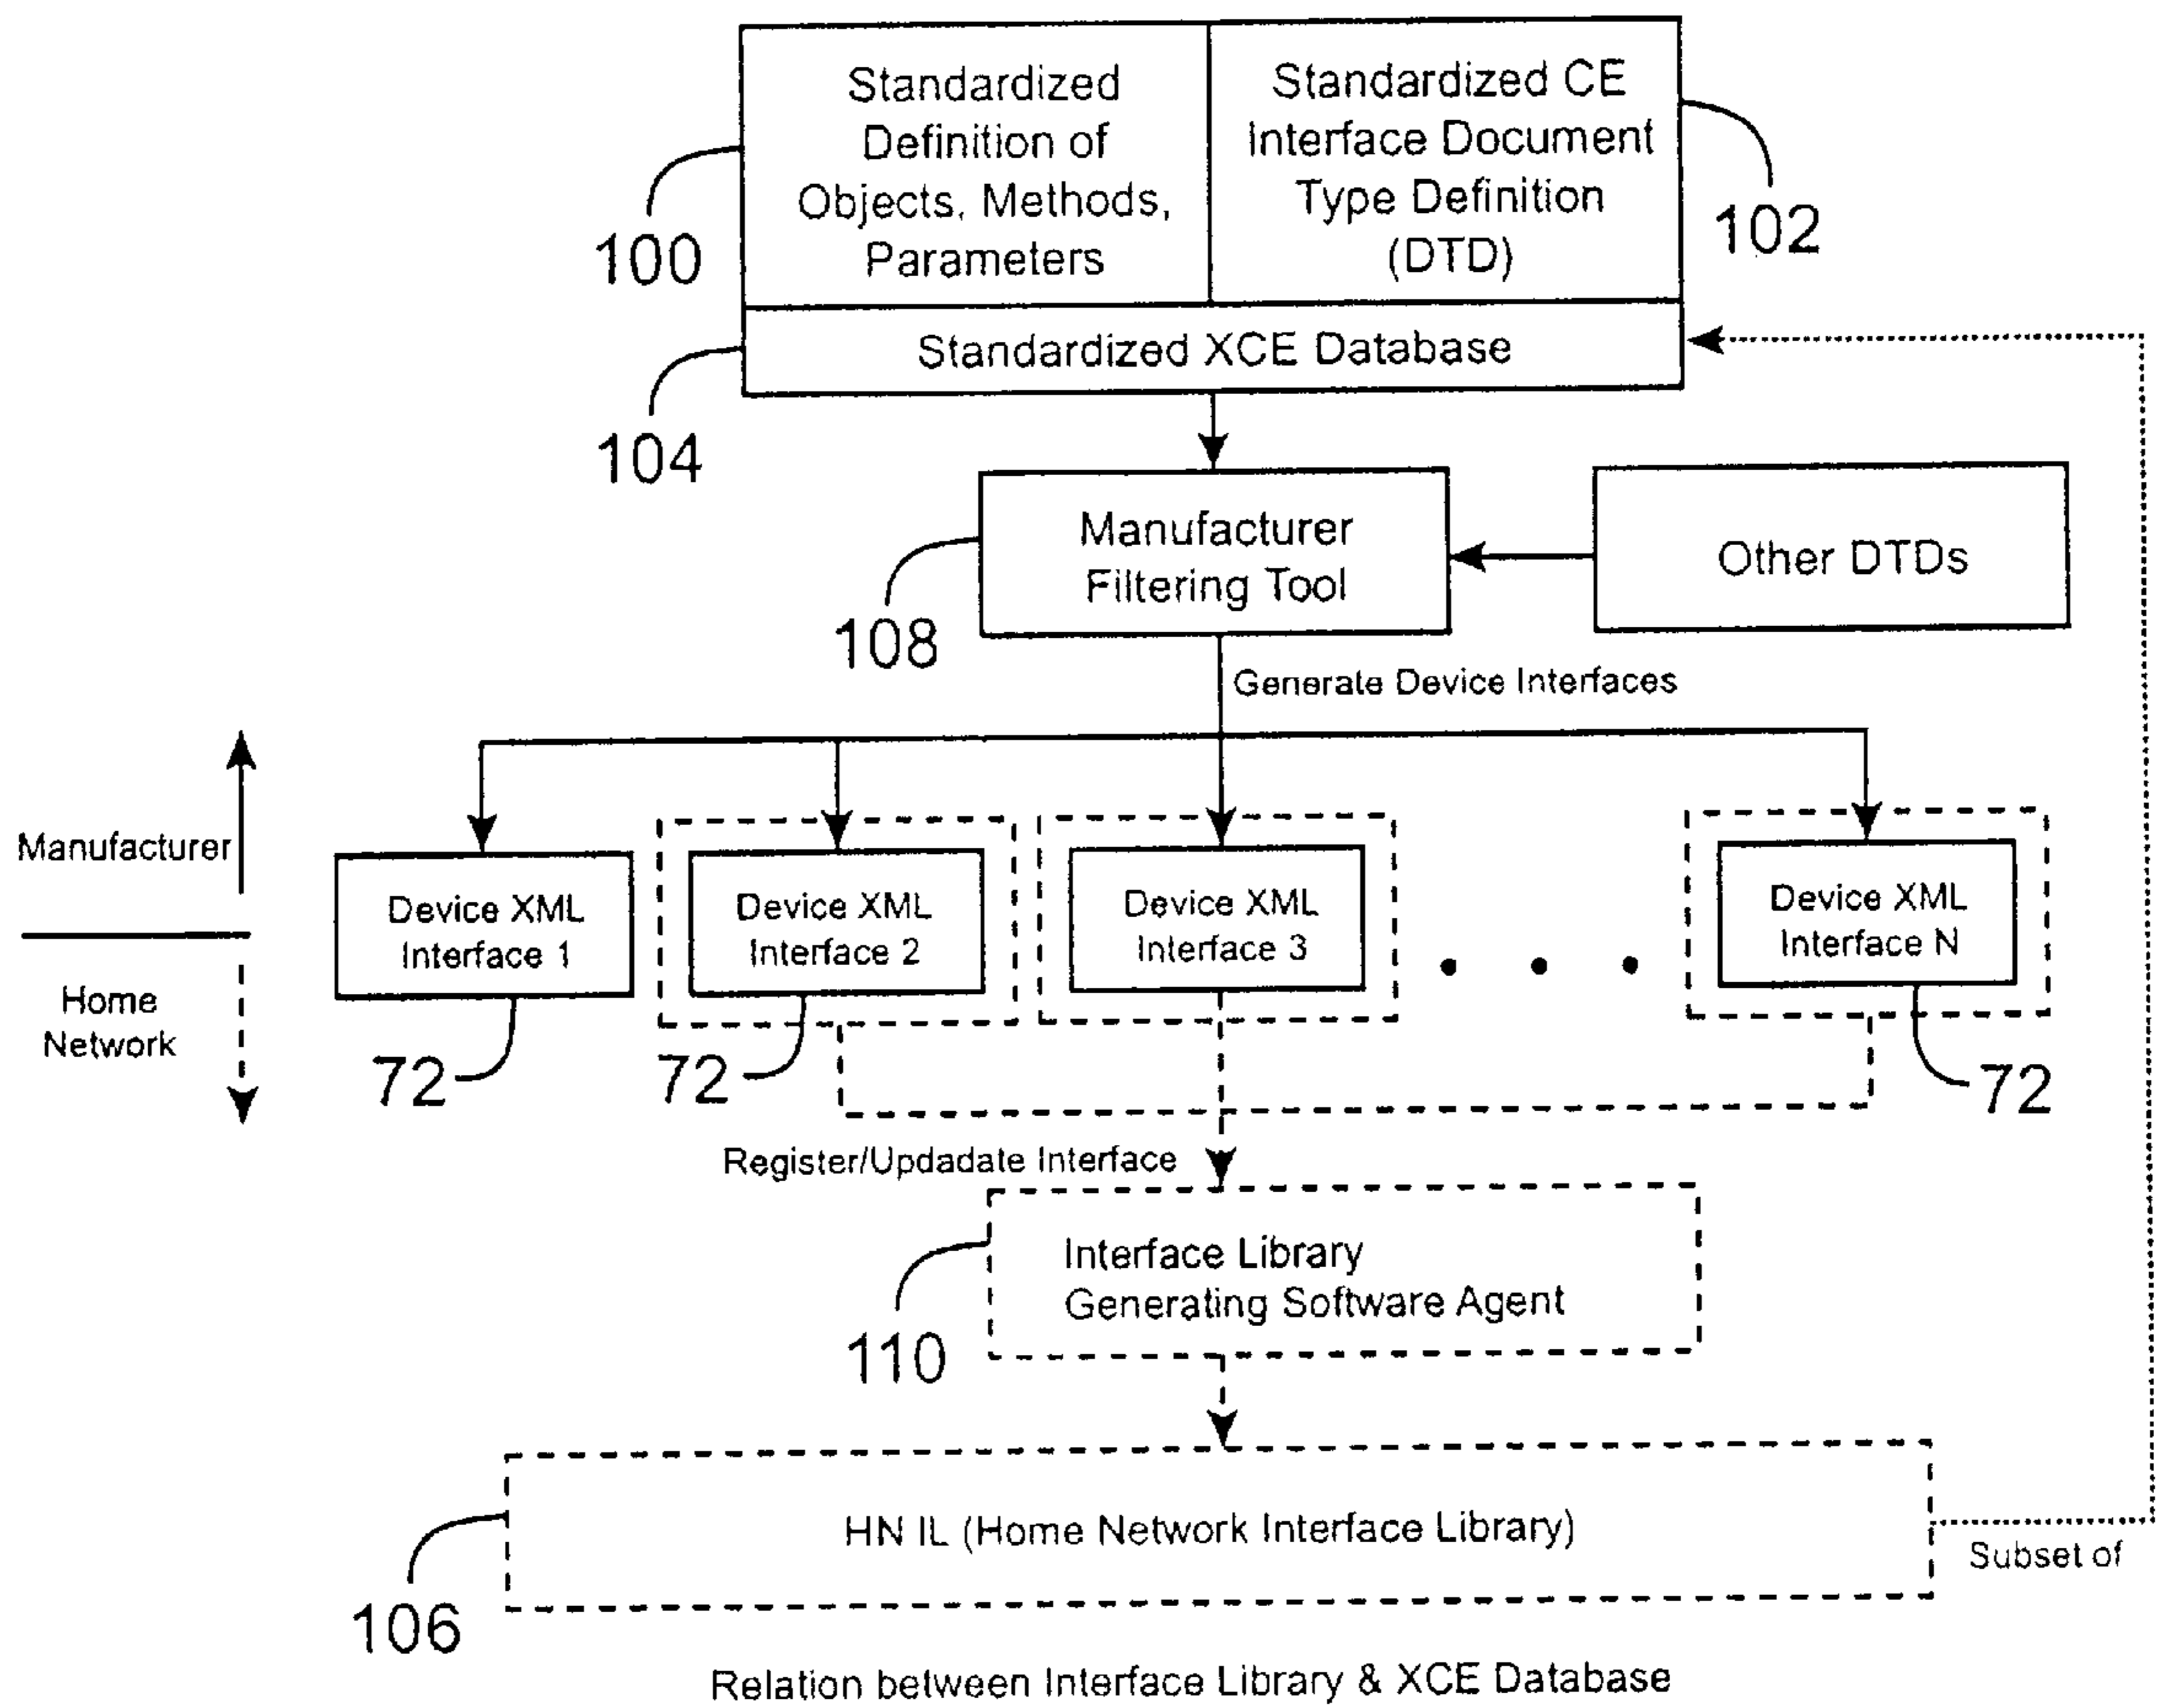 Standardized
Definition of
Objects, Methods,
Parameters
Standardized CE
Interface Document
Type Definition
(DTD)
100
102
Standardized XCE Database
104
Manufacturer
Filtering Tool
Other DTDs
108
Generate Device Interfaces
Manufacturer
Home
Network
Device XML
Interface 1
Device XML
Interface 2
Device XML
Interface 3
Device XML
Interface N
72
72
72
Register/Updadate Interface
Interface Library
Generating Software Agent
110
HN IL (Home Network Interface Library)
Subset of
106
Relation between Interface Library & XCE Database